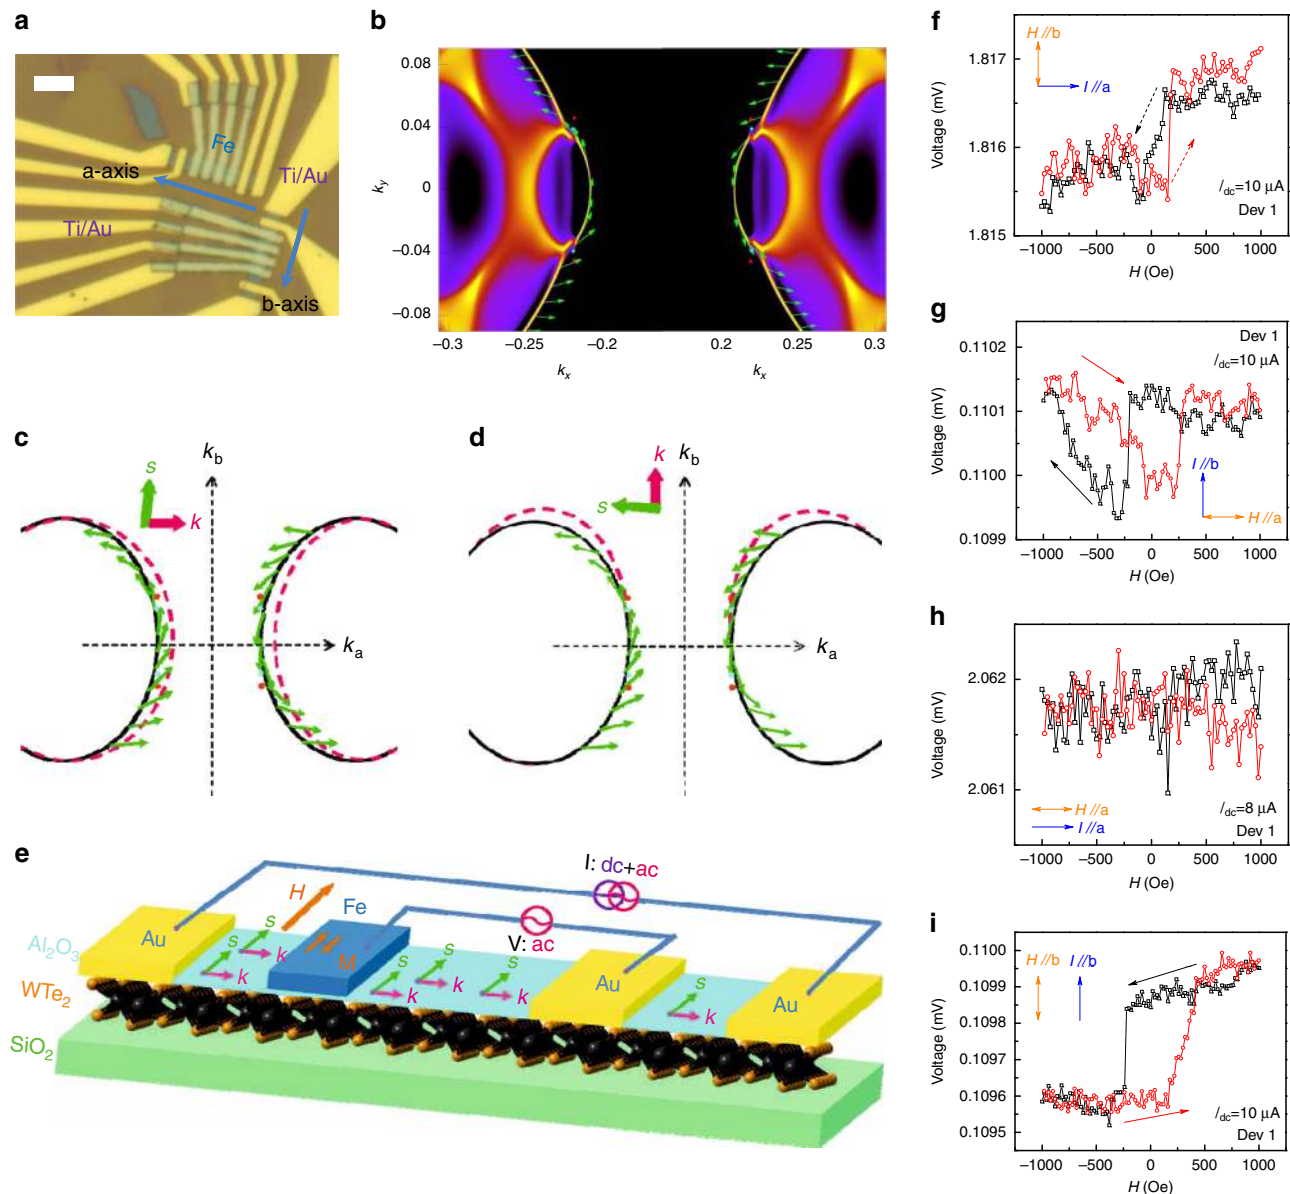 a
Fe
a-axis
Ti/Au
Ti/Au
b-axis
b
0.08
0.04
0
−0.04
−0.08
k_y
−0.3 −0.25 −0.2 0.2 0.25 0.3
k_x k_x
c
k_b
s
k
k_a
d
k_b
k
s
k_a
e
I: dc+ac
H
Fe
V: ac
Au
s s
k k
M
s s s s
k k k k
Au
Au
Al₂O₃
WTe₂
SiO₂
f
H//b
I//a
1.817
1.816
1.815
Voltage (mV)
I_dc=10 μA
Dev 1
−1000 −500 0 500 1000
H (Oe)
g
Dev 1
I_dc=10 μA
0.1102
0.1101
0.1100
0.1099
Voltage (mV)
I//b
H//a
−1000 −500 0 500 1000
H (Oe)
h
2.062
2.061
Voltage (mV)
H//a
I//a
I_dc=8 μA
Dev 1
−1000 −500 0 500 1000
H (Oe)
i
H//b
I//b
0.1100
0.1099
0.1098
0.1097
0.1096
0.1095
Voltage (mV)
I_dc=10 μA
Dev 1
−1000 −500 0 500 1000
H (Oe)